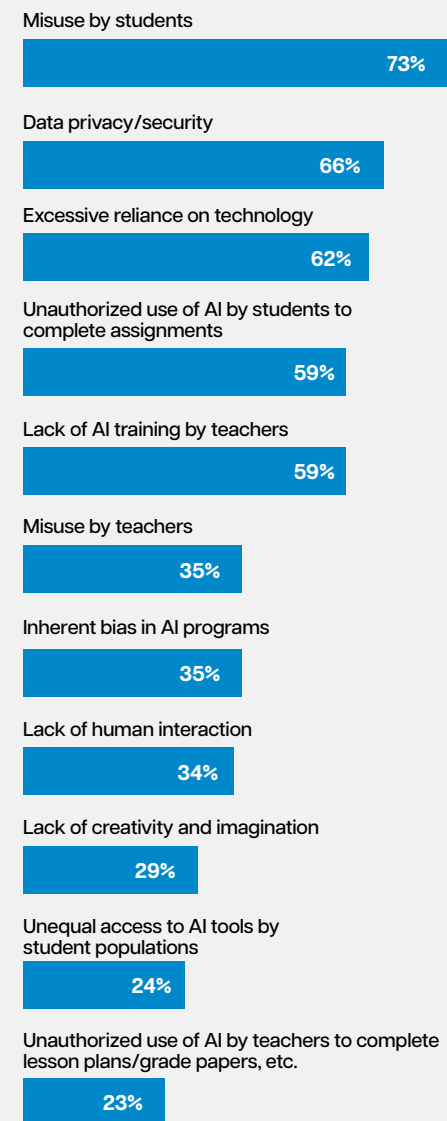 Misuse by students
73%
Data privacy/security
66%
Excessive reliance on technology
62%
Unauthorized use of AI by students to
complete assignments
59%
Lack of AI training by teachers
59%
Misuse by teachers
35%
Inherent bias in AI programs
35%
Lack of human interaction
34%
Lack of creativity and imagination
29%
Unequal access to AI tools by
student populations
24%
Unauthorized use of AI by teachers to complete
lesson plans/grade papers, etc.
23%